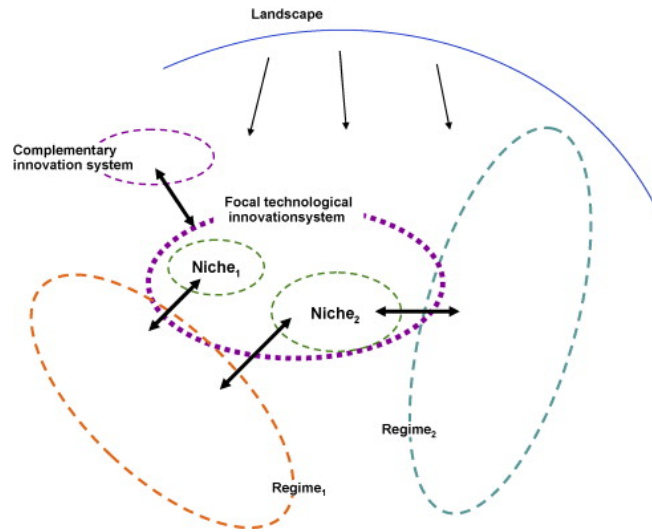 Landscape
Complementary
innovation system
Focal technological
innovationsystem
Niche1
Niche2
Regime2
Regime1